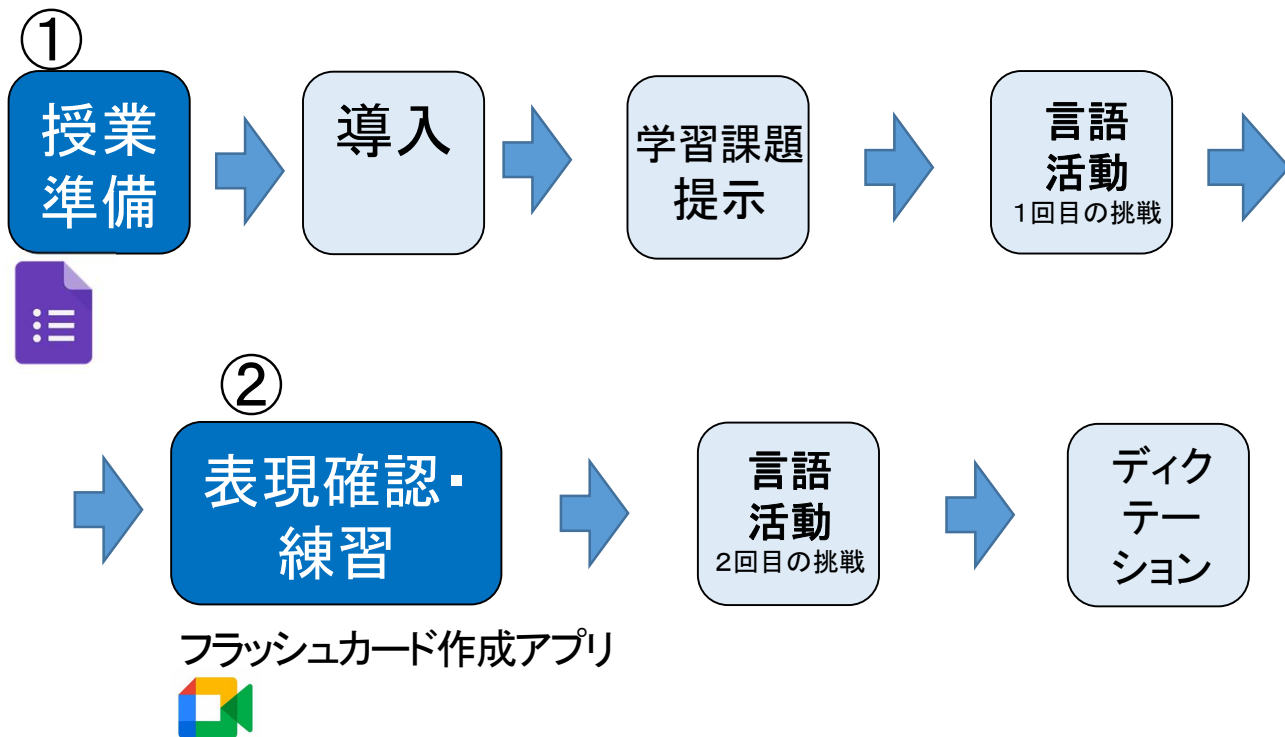 ①
授業
準備
導入
学習課題
提示
言語
活動
1回目の挑戦
②
表現確認・
練習
言語
活動
2回目の挑戦
ディク
テー
ション
フラッシュカード作成アプリ